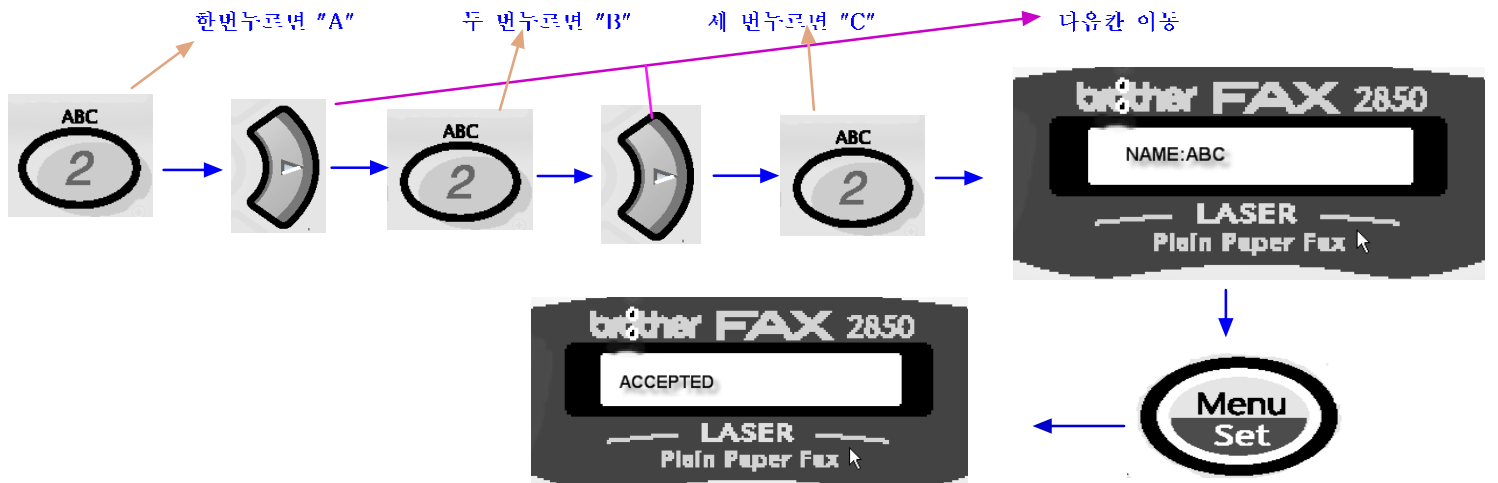 한번누르면 "A"
두 번누르면 "B"
세 번누르면 "C"
다음칸 이동
ABC
2
ABC
2
ABC
2
brother FAX 2850
NAME:ABC
LASER
Plain Paper Fax
brother FAX 2850
ACCEPTED
LASER
Plain Paper Fax
Menu
Set